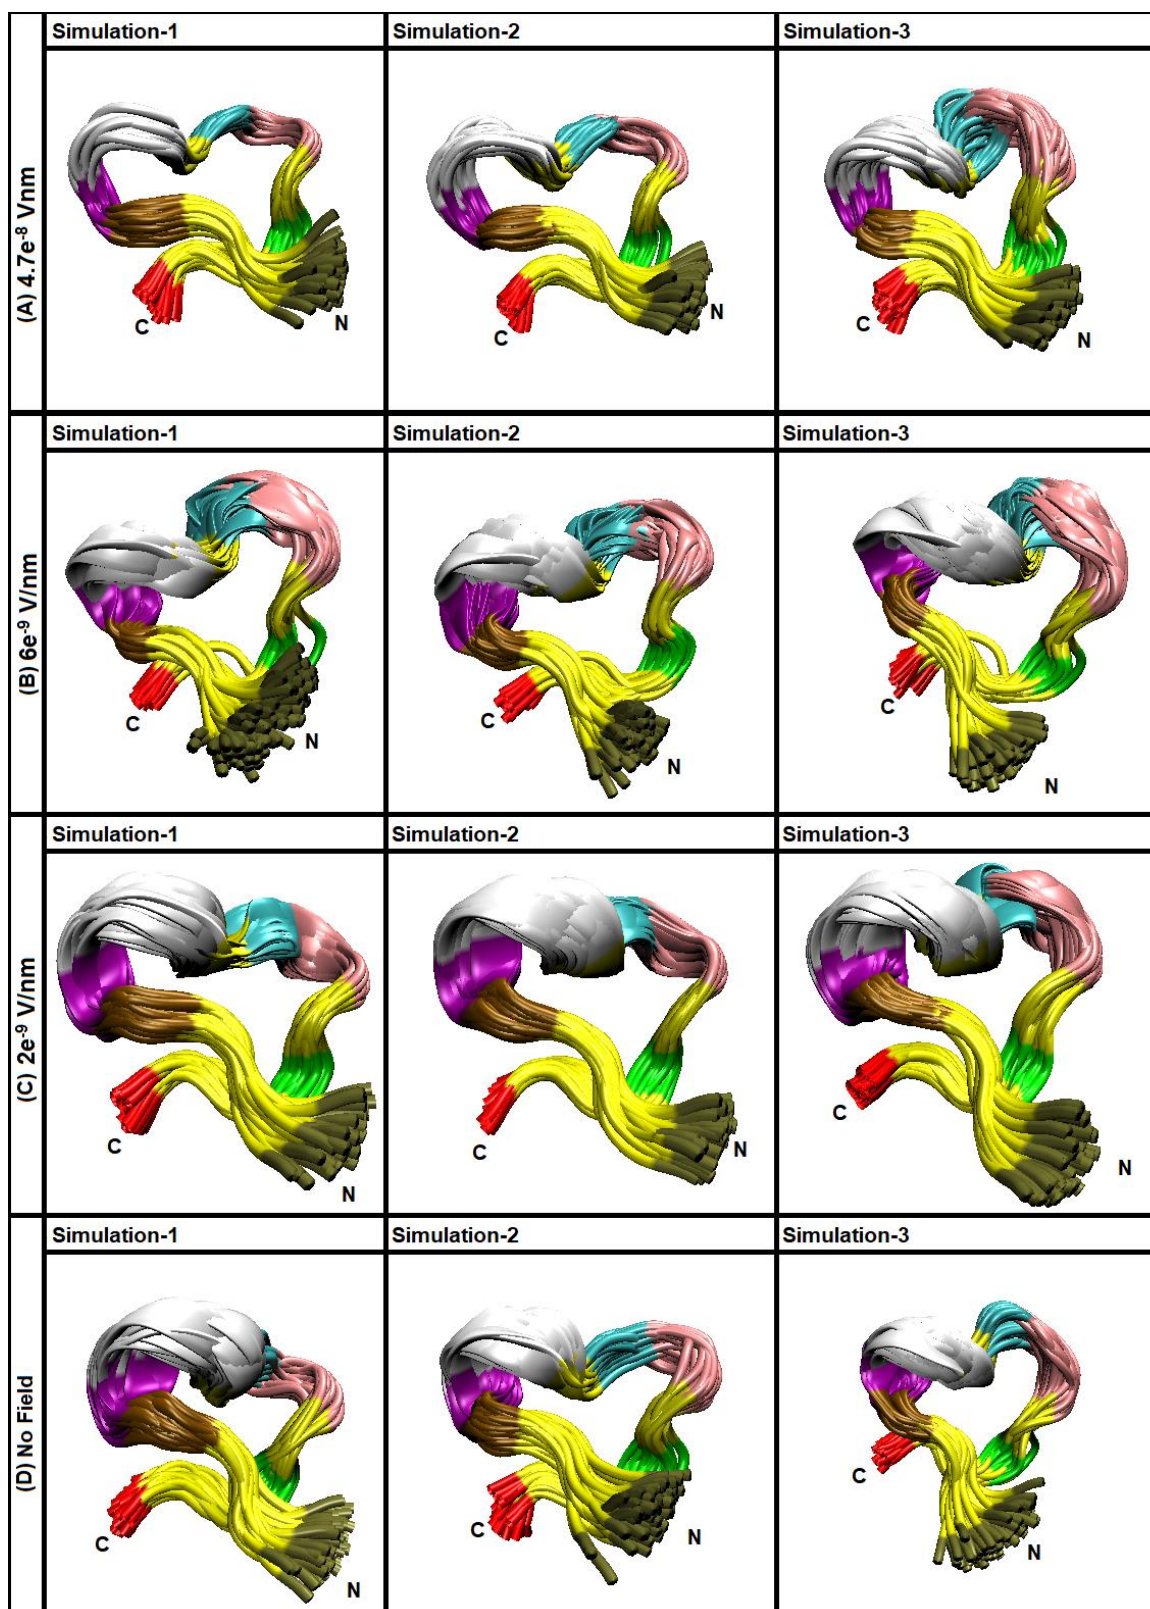 Simulation-1 Simulation-2 Simulation-3
(A) 4.7e⁻⁸ Vnm
C N C N C N
Simulation-1 Simulation-2 Simulation-3
(B) 6e⁻⁹ V/nm
C N C N C N
Simulation-1 Simulation-2 Simulation-3
(C) 2e⁻⁹ V/nm
C N C N C N
Simulation-1 Simulation-2 Simulation-3
(D) No Field
C N C N C N